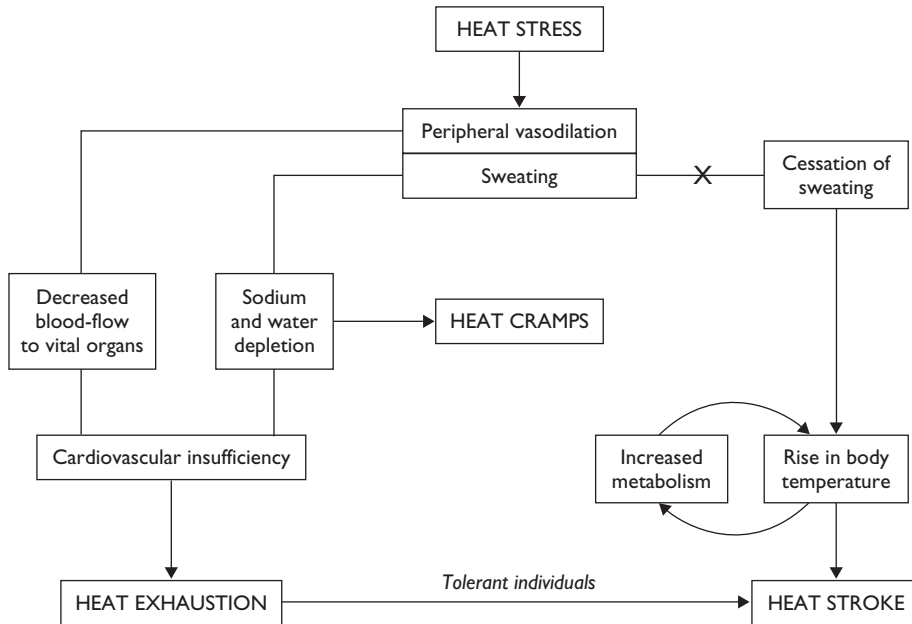 HEAT STRESS
Peripheral vasodilation
Sweating
X
Cessation of
sweating
Decreased
blood-flow
to vital organs
Sodium
and water
depletion
HEAT CRAMPS
Cardiovascular insufficiency
Increased
metabolism
Rise in body
temperature
HEAT EXHAUSTION
Tolerant individuals
HEAT STROKE